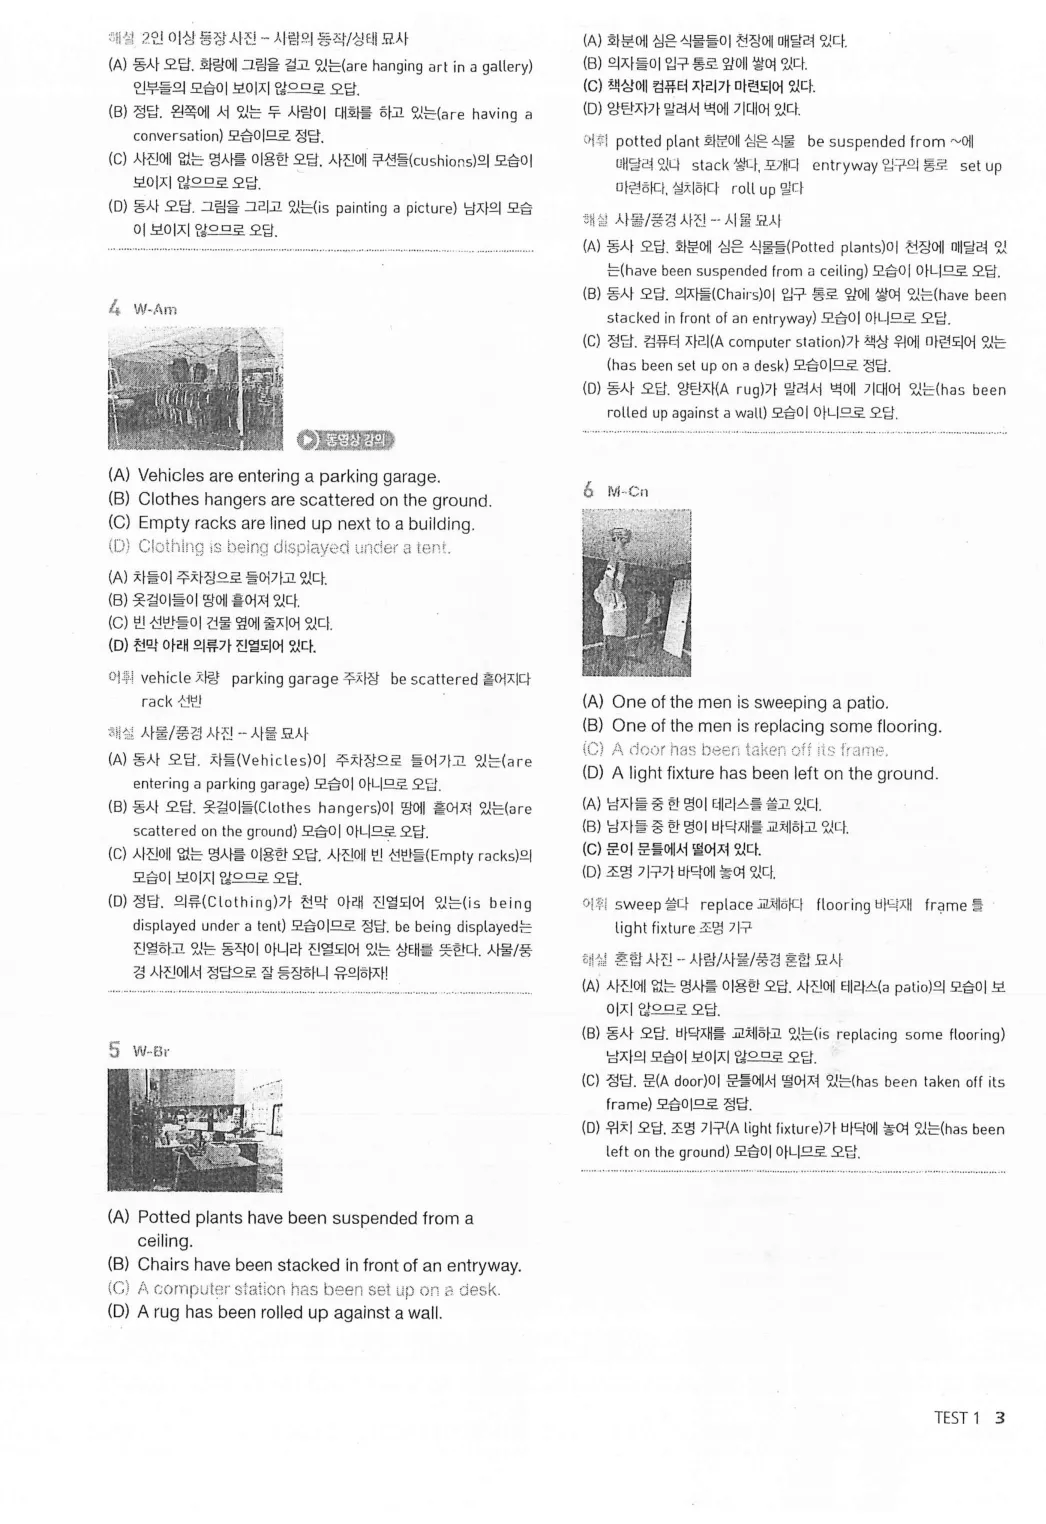 해설 2인 이상 등장 사진 - 사람의 동작/상태 묘사
(A) 동사 오답. 화랑에 그림을 걸고 있는(are hanging art in a gallery)
인부들의 모습이 보이지 않으므로 오답.
(B) 정답. 왼쪽에 서 있는 두 사람이 대화를 하고 있는(are having a
conversation) 모습이므로 정답.
(C) 사진에 없는 명사를 이용한 오답. 사진에 쿠션들(cushions)의 모습이
보이지 않으므로 오답.
(D) 동사 오답. 그림을 그리고 있는(is painting a picture) 남자의 모습
이 보이지 않으므로 오답.
4 W-Am
동영상 강의
(A) Vehicles are entering a parking garage.
(B) Clothes hangers are scattered on the ground.
(C) Empty racks are lined up next to a building.
(D) Clothing is being displayed under a tent.
(A) 차들이 주차장으로 들어가고 있다.
(B) 옷걸이들이 땅에 흩어져 있다.
(C) 빈 선반들이 건물 옆에 줄지어 있다.
(D) 천막 아래 의류가 진열되어 있다.
어휘 vehicle 차량 parking garage 주차장 be scattered 흩어지다
rack 선반
해설 사물/풍경 사진 - 사물 묘사
(A) 동사 오답. 차들(Vehicles)이 주차장으로 들어가고 있는(are
entering a parking garage) 모습이 아니므로 오답.
(B) 동사 오답. 옷걸이들(Clothes hangers)이 땅에 흩어져 있는(are
scattered on the ground) 모습이 아니므로 오답.
(C) 사진에 없는 명사를 이용한 오답. 사진에 빈 선반들(Empty racks)의
모습이 보이지 않으므로 오답.
(D) 정답. 의류(Clothing)가 천막 아래 진열되어 있는(is being
displayed under a tent) 모습이므로 정답. be being displayed는
진열하고 있는 동작이 아니라 진열되어 있는 상태를 뜻한다. 사물/풍
경 사진에서 정답으로 잘 등장하니 유의하자!
5 W-Br
(A) Potted plants have been suspended from a
ceiling.
(B) Chairs have been stacked in front of an entryway.
(C) A computer station has been set up on a desk.
(D) A rug has been rolled up against a wall.
(A) 화분에 심은 식물들이 천장에 매달려 있다.
(B) 의자들이 입구 통로 앞에 쌓여 있다.
(C) 책상에 컴퓨터 자리가 마련되어 있다.
(D) 양탄자가 말려서 벽에 기대어 있다.
어휘 potted plant 화분에 심은 식물 be suspended from ~에
매달려 있다 stack 쌓다, 포개다 entryway 입구의 통로 set up
마련하다, 설치하다 roll up 말다
해설 사물/풍경 사진 - 사물 묘사
(A) 동사 오답. 화분에 심은 식물들(Potted plants)이 천장에 매달려 있
는(have been suspended from a ceiling) 모습이 아니므로 오답.
(B) 동사 오답. 의자들(Chairs)이 입구 통로 앞에 쌓여 있는(have been
stacked in front of an entryway) 모습이 아니므로 오답.
(C) 정답. 컴퓨터 자리(A computer station)가 책상 위에 마련되어 있는
(has been set up on a desk) 모습이므로 정답.
(D) 동사 오답. 양탄자(A rug)가 말려서 벽에 기대어 있는(has been
rolled up against a wall) 모습이 아니므로 오답.
6 M-Cn
(A) One of the men is sweeping a patio.
(B) One of the men is replacing some flooring.
(C) A door has been taken off its frame.
(D) A light fixture has been left on the ground.
(A) 남자들 중 한 명이 테라스를 쓸고 있다.
(B) 남자들 중 한 명이 바닥재를 교체하고 있다.
(C) 문이 문틀에서 떨어져 있다.
(D) 조명 기구가 바닥에 놓여 있다.
어휘 sweep 쓸다 replace 교체하다 flooring 바닥재 frame 틀
light fixture 조명 기구
해설 혼합 사진 - 사람/사물/풍경 혼합 묘사
(A) 사진에 없는 명사를 이용한 오답. 사진에 테라스(a patio)의 모습이 보
이지 않으므로 오답.
(B) 동사 오답. 바닥재를 교체하고 있는(is replacing some flooring)
남자의 모습이 보이지 않으므로 오답.
(C) 정답. 문(A door)이 문틀에서 떨어져 있는(has been taken off its
frame) 모습이므로 정답.
(D) 위치 오답. 조명 기구(A light fixture)가 바닥에 놓여 있는(has been
left on the ground) 모습이 아니므로 오답.
TEST 1 3